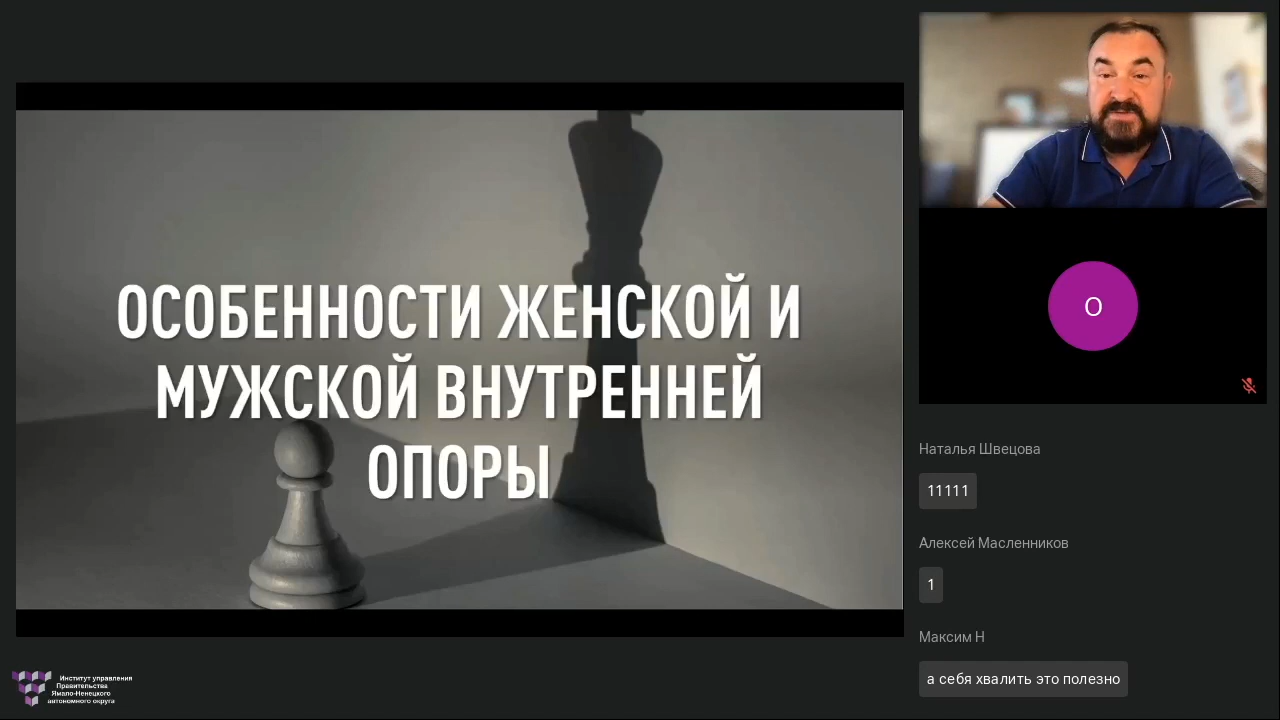 ОСОБЕННОСТИ ЖЕНСКОЙ И
МУЖСКОЙ ВНУТРЕННЕЙ
ОПОРЫ
О
Наталья Швецова
11111
Алексей Масленников
1
Максим Н
а себя хвалить это полезно
Институт управления
Правительства
Ямало-Ненецкого
автономного округа